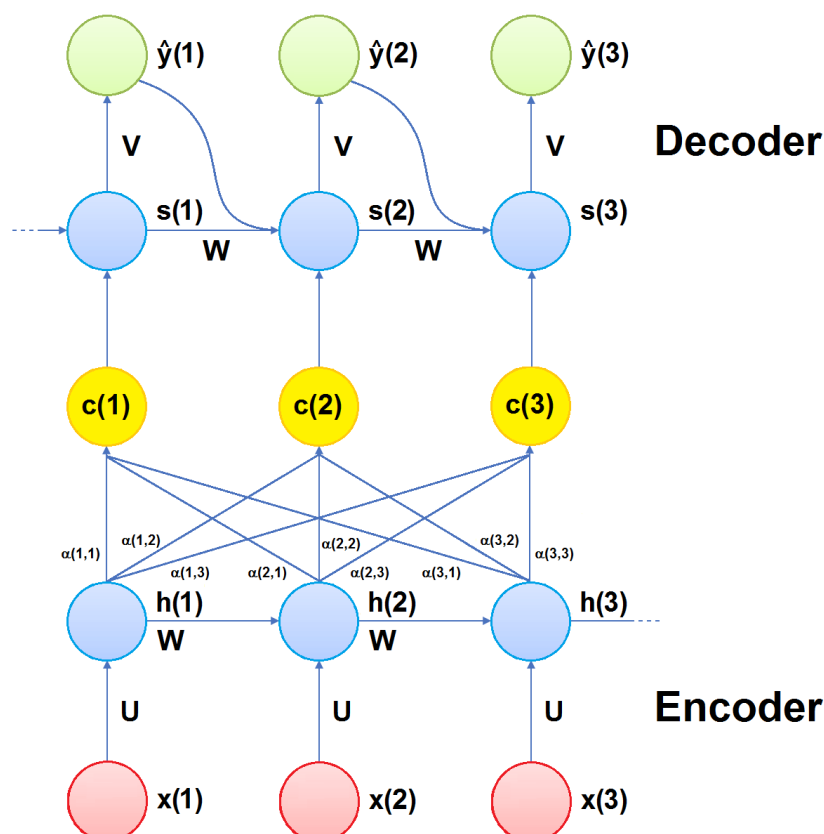 ŷ(1) ŷ(2) ŷ(3)
V V V
Decoder
s(1) s(2) s(3)
W W
c(1) c(2) c(3)
α(1,1) α(1,2) α(2,2) α(3,2) α(3,3)
α(1,3) α(2,1) α(2,3) α(3,1)
h(1) h(2) h(3)
W W
U U U
Encoder
x(1) x(2) x(3)